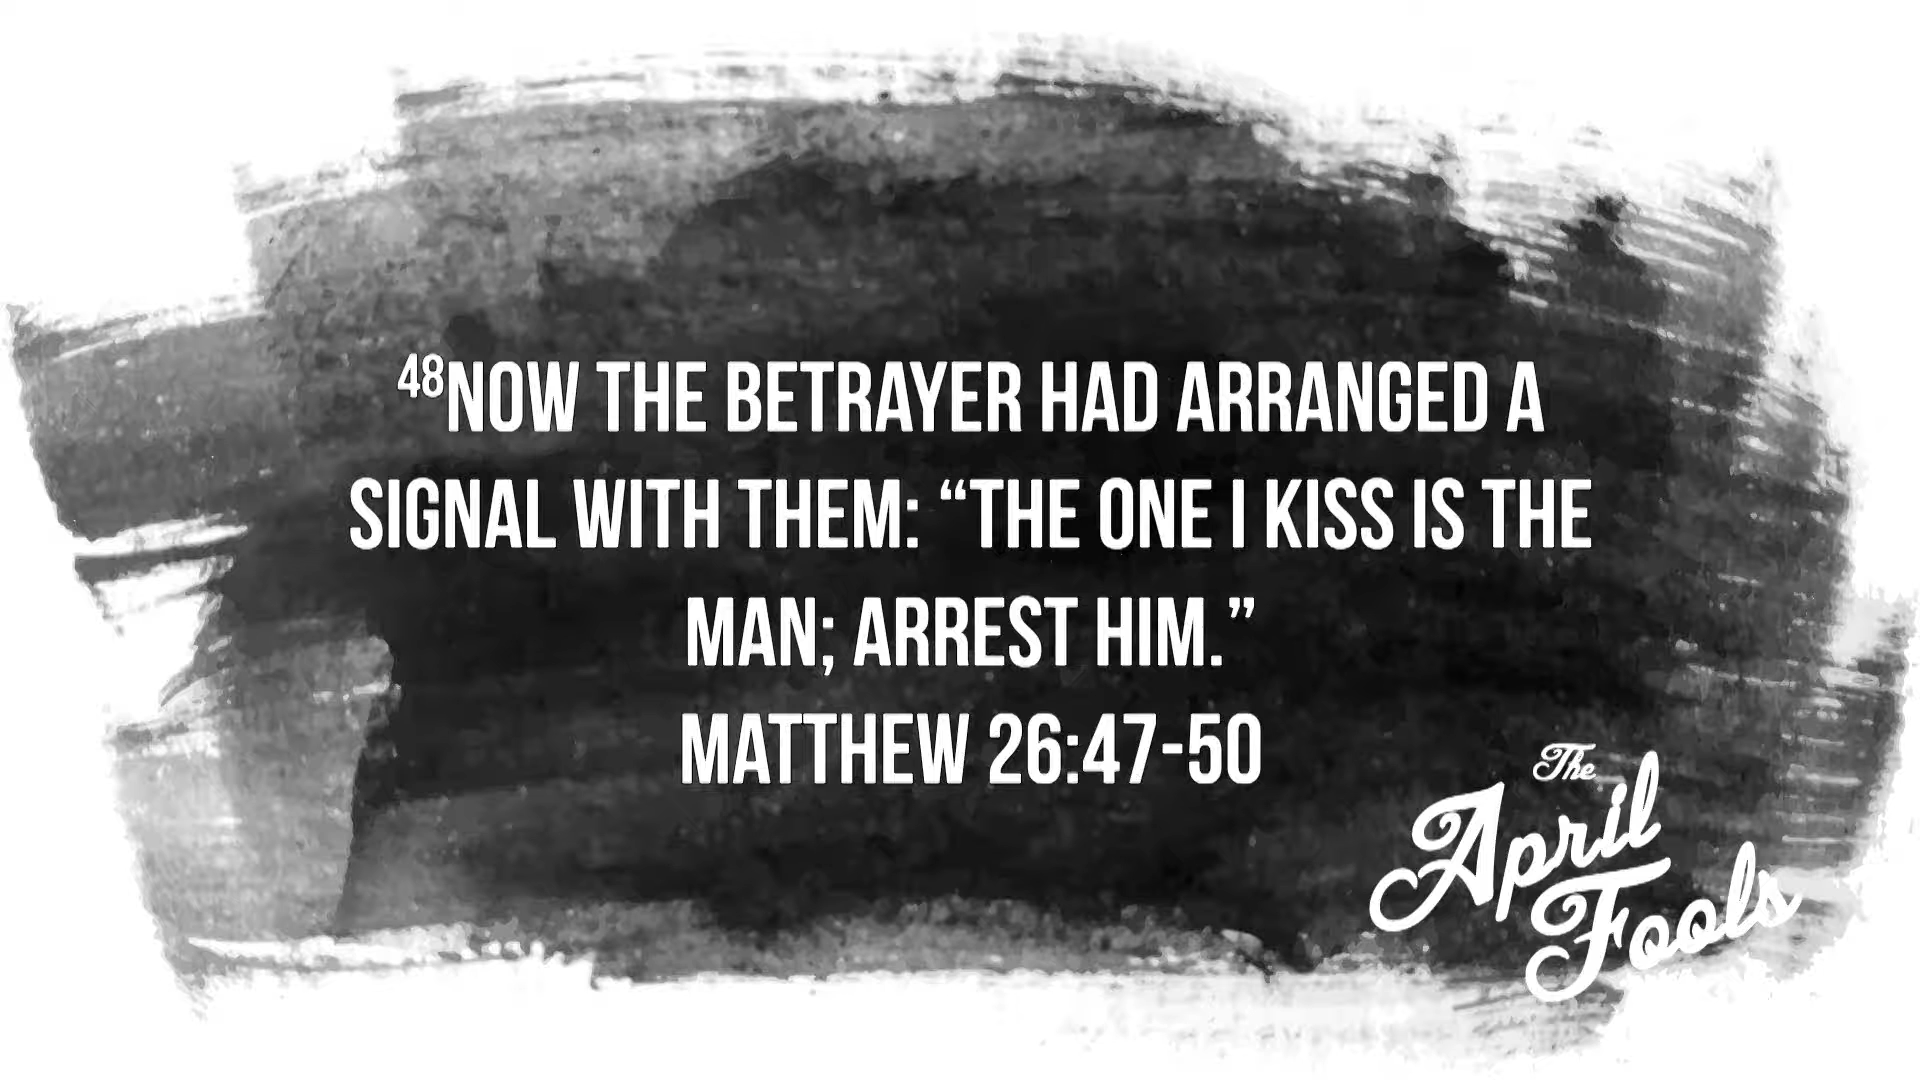 ⁴⁸NOW THE BETRAYER HAD ARRANGED A
SIGNAL WITH THEM: “THE ONE I KISS IS THE
MAN; ARREST HIM.”
MATTHEW 26:47-50
The
April
Fools